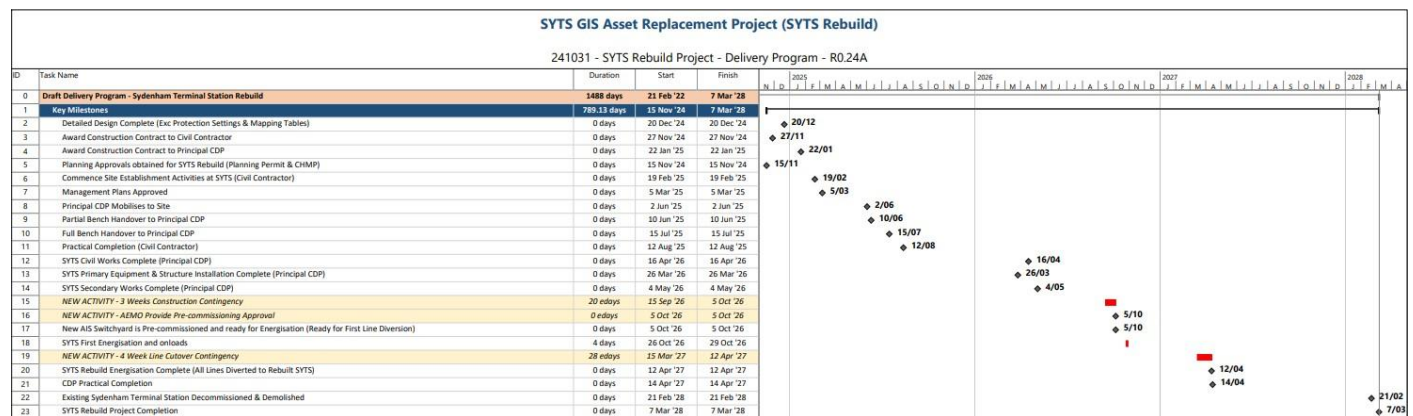 SYTS GIS Asset Replacement Project (SYTS Rebuild)
241031 - SYTS Rebuild Project - Delivery Program - R0.24A
ID Task Name Duration Start Finish 2025 2026 2027 2028
N D J F M A M J J A S O N D J F M A M J J A S O N D J F M A M J J A S O N D J F M A
0 Draft Delivery Program - Sydenham Terminal Station Rebuild 1488 days 21 Feb '22 7 Mar '28
1 Key Milestones 789.13 days 15 Nov '24 7 Mar '28
2 Detailed Design Complete (Exc Protection Settings & Mapping Tables) 0 days 20 Dec '24 20 Dec '24 20/12
3 Award Construction Contract to Civil Contractor 0 days 27 Nov '24 27 Nov '24 27/11
4 Award Construction Contract to Principal CDP 0 days 22 Jan '25 22 Jan '25 22/01
5 Planning Approvals obtained for SYTS Rebuild (Planning Permit & CHMP) 0 days 15 Nov '24 15 Nov '24 15/11
6 Commence Site Establishment Activities at SYTS (Civil Contractor) 0 days 19 Feb '25 19 Feb '25 19/02
7 Management Plans Approved 0 days 5 Mar '25 5 Mar '25 5/03
8 Principal CDP Mobilises to Site 0 days 2 Jun '25 2 Jun '25 2/06
9 Partial Bench Handover to Principal CDP 0 days 10 Jun '25 10 Jun '25 10/06
10 Full Bench Handover to Principal CDP 0 days 15 Jul '25 15 Jul '25 15/07
11 Practical Completion (Civil Contractor) 0 days 12 Aug '25 12 Aug '25 12/08
12 SYTS Civil Works Complete (Principal CDP) 0 days 16 Apr '26 16 Apr '26 16/04
13 SYTS Primary Equipment & Structure Installation Complete (Principal CDP) 0 days 26 Mar '26 26 Mar '26 26/03
14 SYTS Secondary Works Complete (Principal CDP) 0 days 4 May '26 4 May '26 4/05
15 NEW ACTIVITY - 3 Weeks Construction Contingency 20 edays 15 Sep '26 5 Oct '26
16 NEW ACTIVITY - AEMO Provide Pre-commissioning Approval 0 edays 5 Oct '26 5 Oct '26 5/10
17 New AIS Switchyard is Pre-commissioned and ready for Energisation (Ready for First Line Diversion) 0 days 5 Oct '26 5 Oct '26 5/10
18 SYTS First Energisation and onloads 4 days 26 Oct '26 29 Oct '26
19 NEW ACTIVITY - 4 Week Line Cutover Contingency 28 edays 15 Mar '27 12 Apr '27
20 SYTS Rebuild Energisation Complete (All Lines Diverted to Rebuilt SYTS) 0 days 12 Apr '27 12 Apr '27 12/04
21 CDP Practical Completion 0 days 14 Apr '27 14 Apr '27 14/04
22 Existing Sydenham Terminal Station Decommissioned & Demolished 0 days 21 Feb '28 21 Feb '28 21/02
23 SYTS Rebuild Project Completion 0 days 7 Mar '28 7 Mar '28 7/03